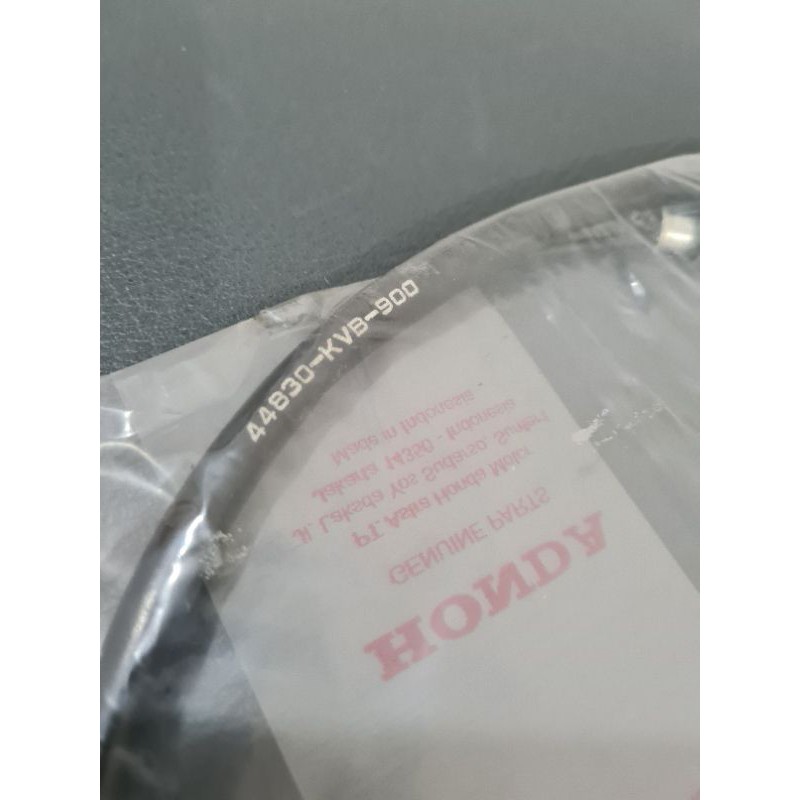 44830-KVB-900
HONDA
GENUINE PARTS
PT. Astra Honda Motor
Jl. Laksda Yos Sudarso, Sunter I
Jakarta 14350 - Indonesia
Made in Indonesia